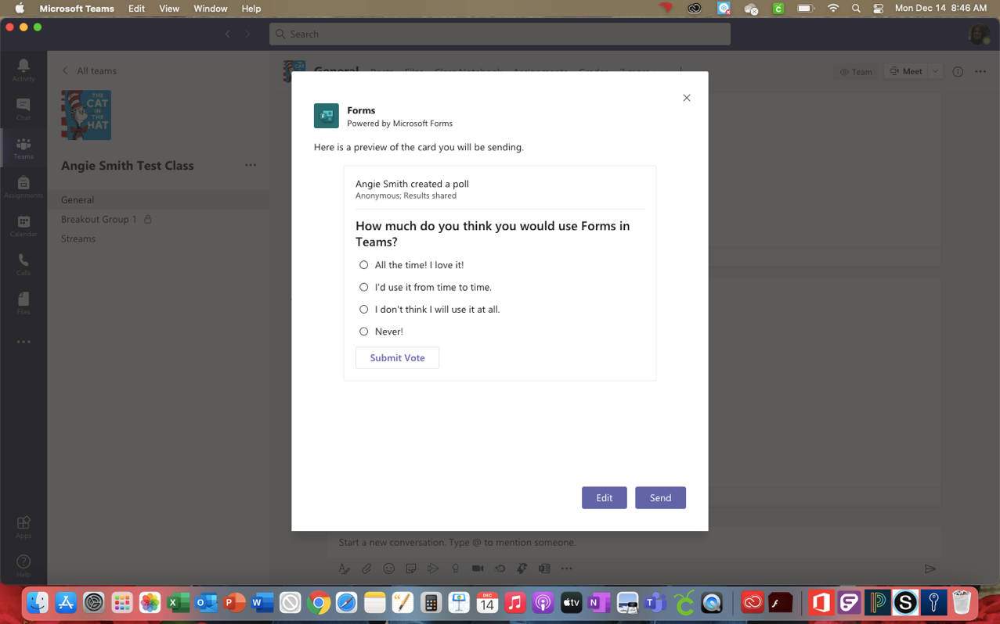 Microsoft Teams Edit View Window Help
Mon Dec 14 8:46 AM
Search
Activity
Chat
Teams
Assignments
Calendar
Calls
Files
Apps
Help
All teams
THE
CAT
IN THE
HAT
Angie Smith Test Class
General
Breakout Group 1
Streams
General Posts Files Class Notebook Assignments Grades 7 more
Team
Meet
Forms
Powered by Microsoft Forms
Here is a preview of the card you will be sending.
Angie Smith created a poll
Anonymous; Results shared
How much do you think you would use Forms in
Teams?
All the time! I love it!
I'd use it from time to time.
I don't think I will use it at all.
Never!
Submit Vote
Edit
Send
Start a new conversation. Type @ to mention someone.
DEC
14
tv